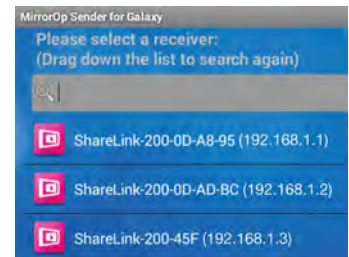 MirrorOp Sender for Galaxy
Please select a receiver:
(Drag down the list to search again)
ShareLink-200-0D-A8-95 (192.168.1.1)
ShareLink-200-0D-AD-BC (192.168.1.2)
ShareLink-200-45F (192.168.1.3)